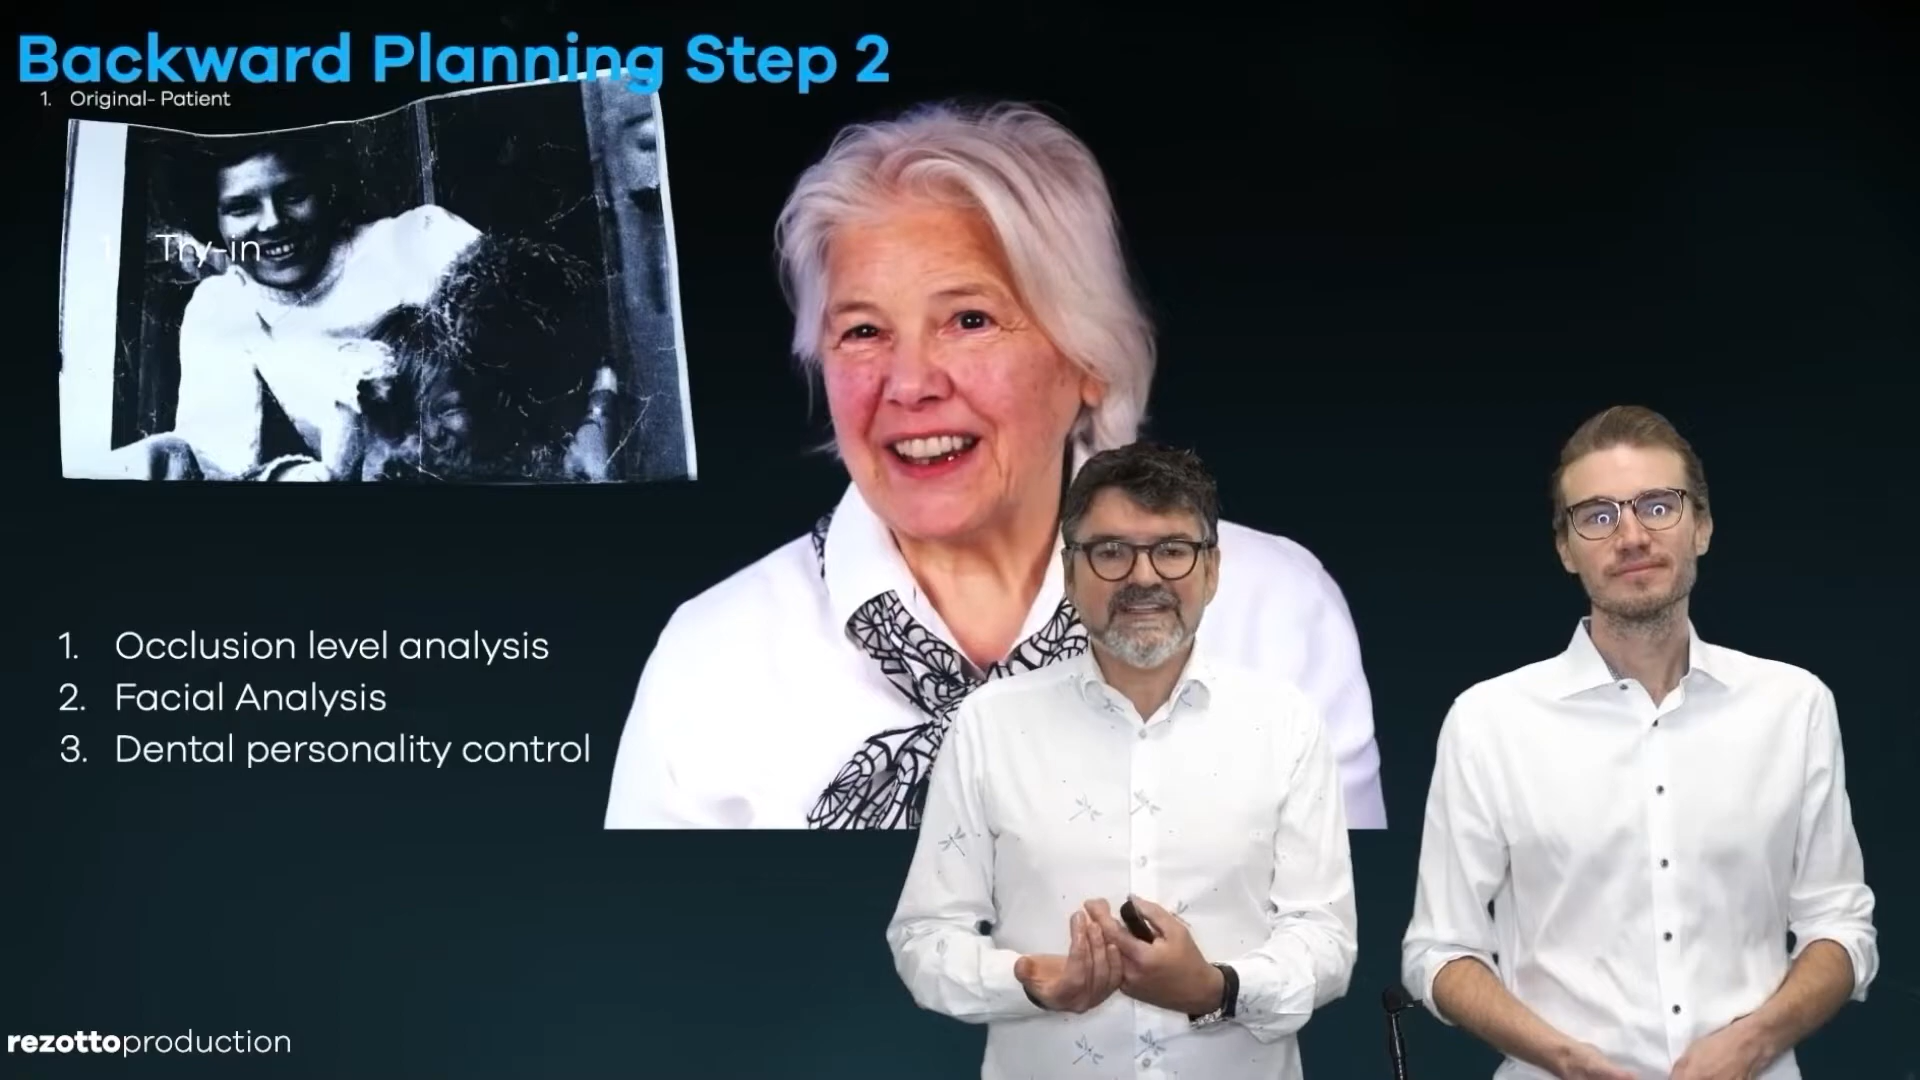 Backward Planning Step 2
1. Original- Patient
1. Try-in
1. Occlusion level analysis
2. Facial Analysis
3. Dental personality control
rezottoproduction